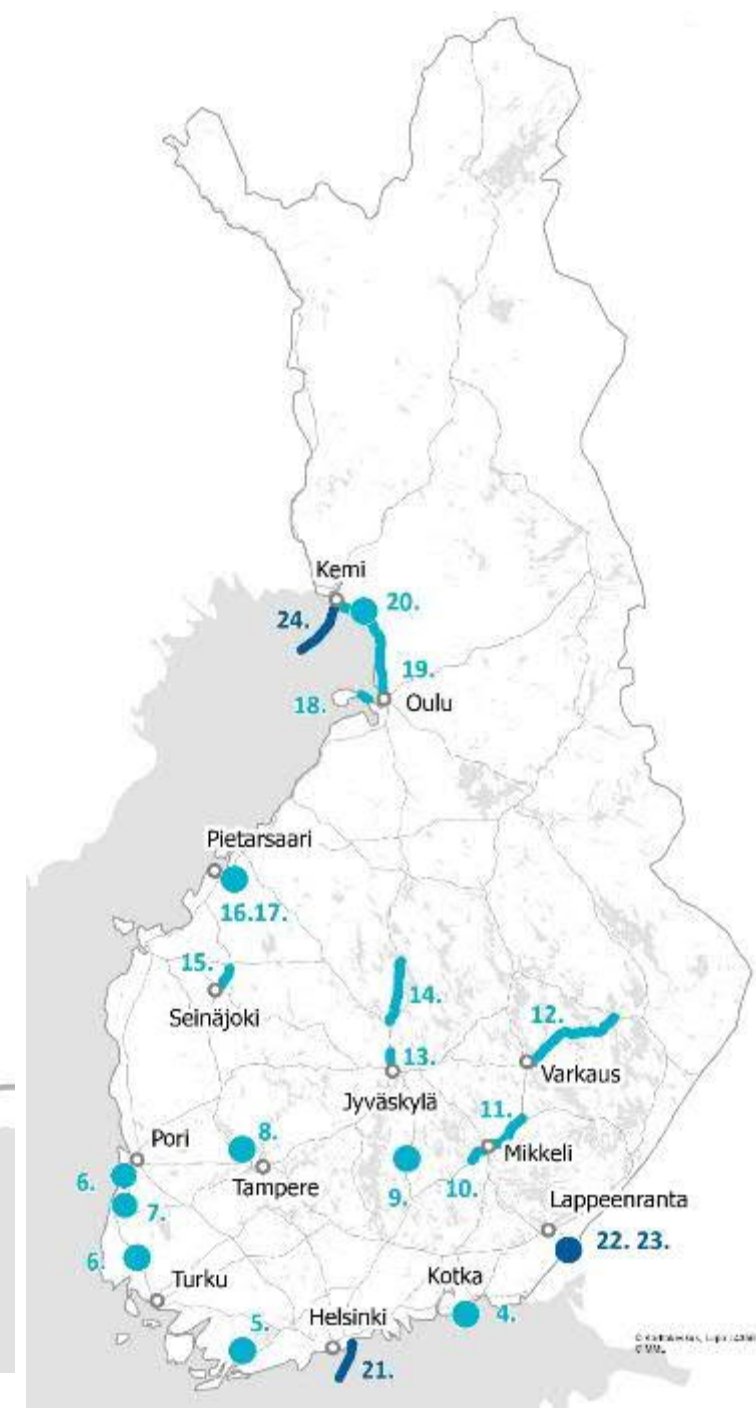 Kemi
20.
24.
19.
18.
Oulu
Pietarsaari
16.17.
15.
Seinäjoki
14.
12.
13.
Varkaus
Jyväskylä
11.
Pori
8.
Mikkeli
6.
Tampere
9.
10.
7.
Lappeenranta
22. 23.
6.
Turku
Kotka
5.
Helsinki
4.
21.